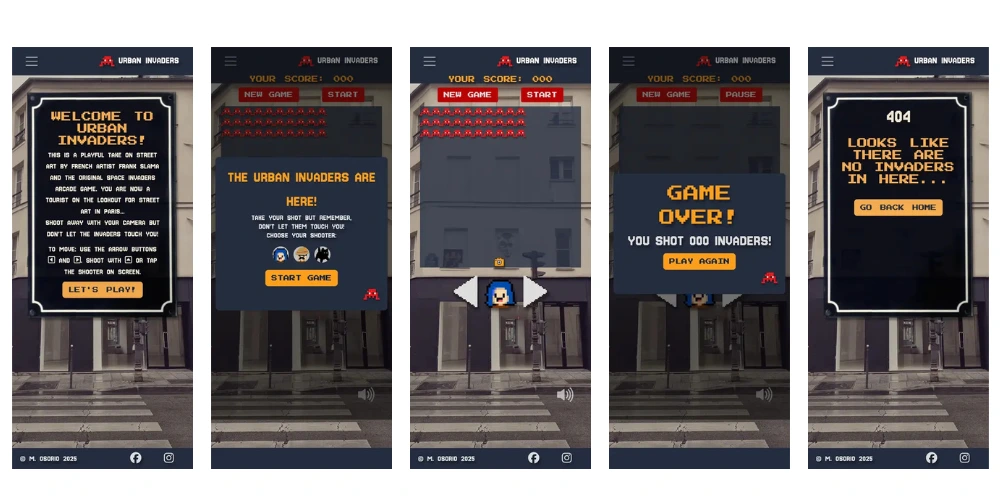 URBAN INVADERS
WELCOME TO
URBAN
INVADERS!
THIS IS A PLAYFUL TAKE ON STREET
ART BY FRENCH ARTIST FRANK SLAMA
AND THE ORIGINAL SPACE INVADERS
ARCADE GAME. YOU ARE NOW A
TOURIST ON THE LOOKOUT FOR STREET
ART IN PARIS...
SHOOT AWAY WITH YOUR CAMERA BUT
DON'T LET THE INVADERS TOUCH YOU!
TO MOVE: USE THE ARROW BUTTONS
AND . SHOOT WITH OR TAP
THE SHOOTER ON SCREEN.
LET'S PLAY!
© M. OSORIO 2025
URBAN INVADERS
YOUR SCORE: 000
NEW GAME START
THE URBAN INVADERS ARE
HERE!
TAKE YOUR SHOT BUT REMEMBER,
DON'T LET THEM TOUCH YOU!
CHOOSE YOUR SHOOTER:
START GAME
URBAN INVADERS
YOUR SCORE: 000
NEW GAME START
© M. OSORIO 2025
URBAN INVADERS
YOUR SCORE: 000
NEW GAME PAUSE
GAME
OVER!
YOU SHOT 000 INVADERS!
PLAY AGAIN
URBAN INVADERS
404
LOOKS LIKE
THERE ARE
NO INVADERS
IN HERE...
GO BACK HOME
© M. OSORIO 2025